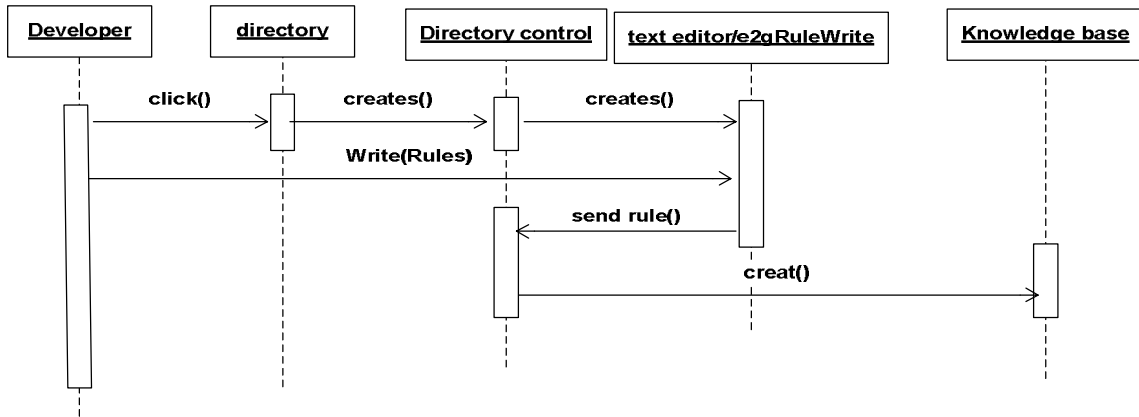 Developer
directory
Directory control
text editor/e2gRuleWrite
Knowledge base
click()
creates()
creates()
Write(Rules)
send rule()
creat()